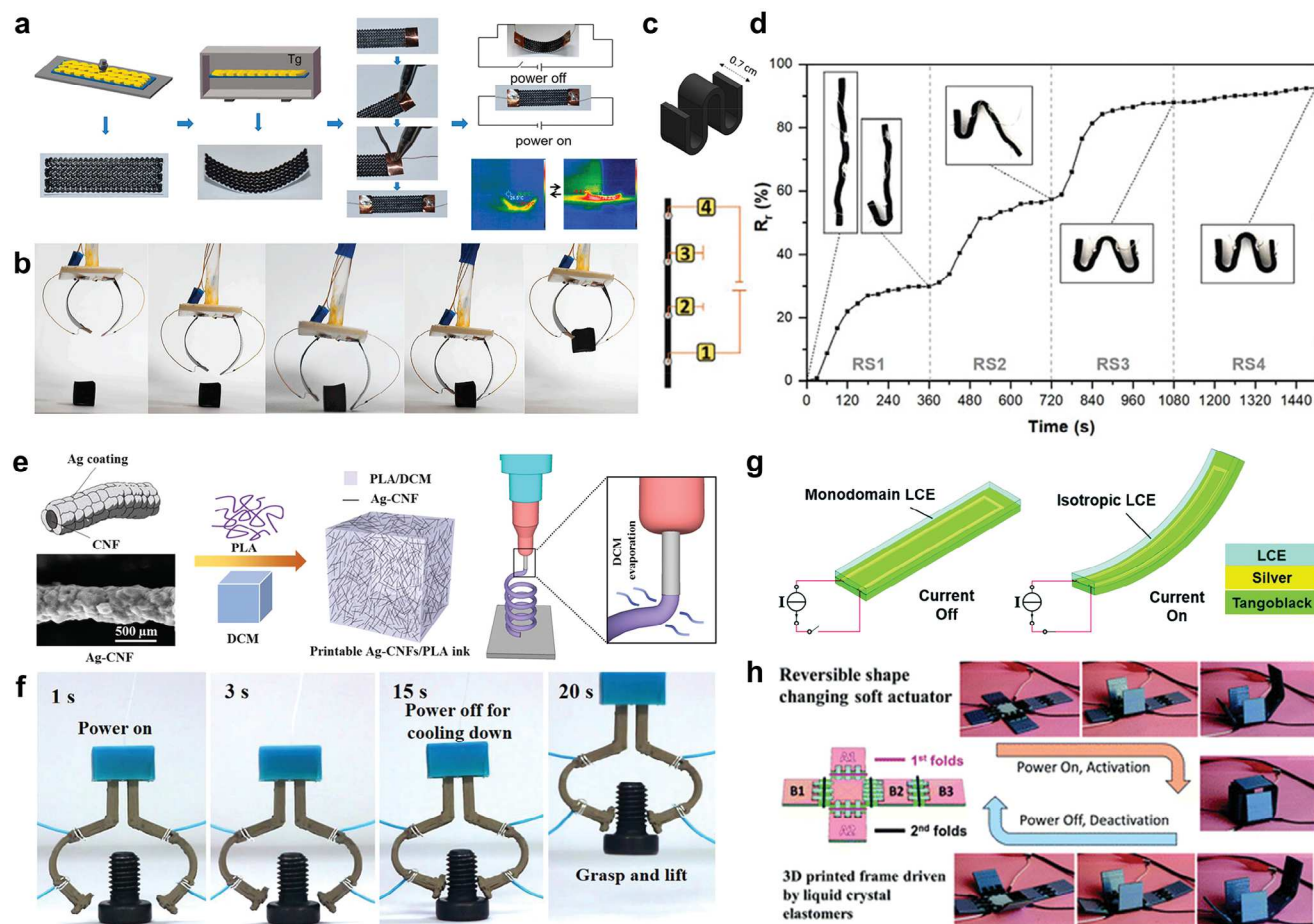 a
Tg
power off
power on
b
c
0.7 cm
4
3
2
1
d
100
80
60
40
20
0
Rr (%)
RS1
RS2
RS3
RS4
0
120
240
360
480
600
720
840
960
1080
1200
1320
1440
Time (s)
e
Ag coating
CNF
500 µm
Ag-CNF
PLA
DCM
PLA/DCM
Ag-CNF
Printable Ag-CNFs/PLA ink
DCM
evaporation
f
1 s
Power on
3 s
15 s
Power off for
cooling down
20 s
Grasp and lift
g
Monodomain LCE
I
Current
Off
Isotropic LCE
I
Current
On
LCE
Silver
Tangoblack
h
Reversible shape
changing soft actuator
A1
1st folds
B1
B2
B3
A2
2nd folds
3D printed frame driven
by liquid crystal
elastomers
Power On, Activation
Power Off, Deactivation